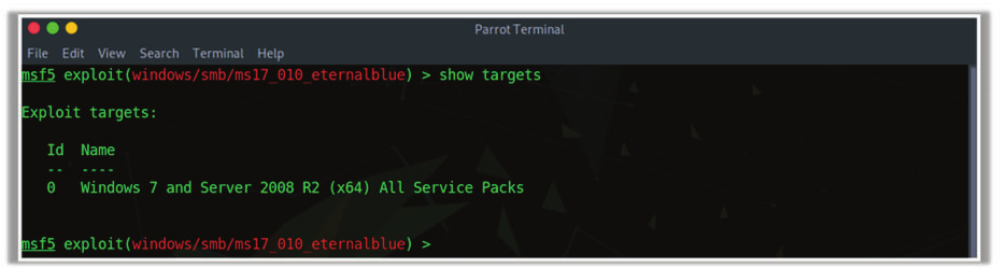 Parrot Terminal
File Edit View Search Terminal Help
msf5 exploit(windows/smb/ms17_010_eternalblue) > show targets
Exploit targets:
Id Name
-- ----
0 Windows 7 and Server 2008 R2 (x64) All Service Packs
msf5 exploit(windows/smb/ms17_010_eternalblue) >